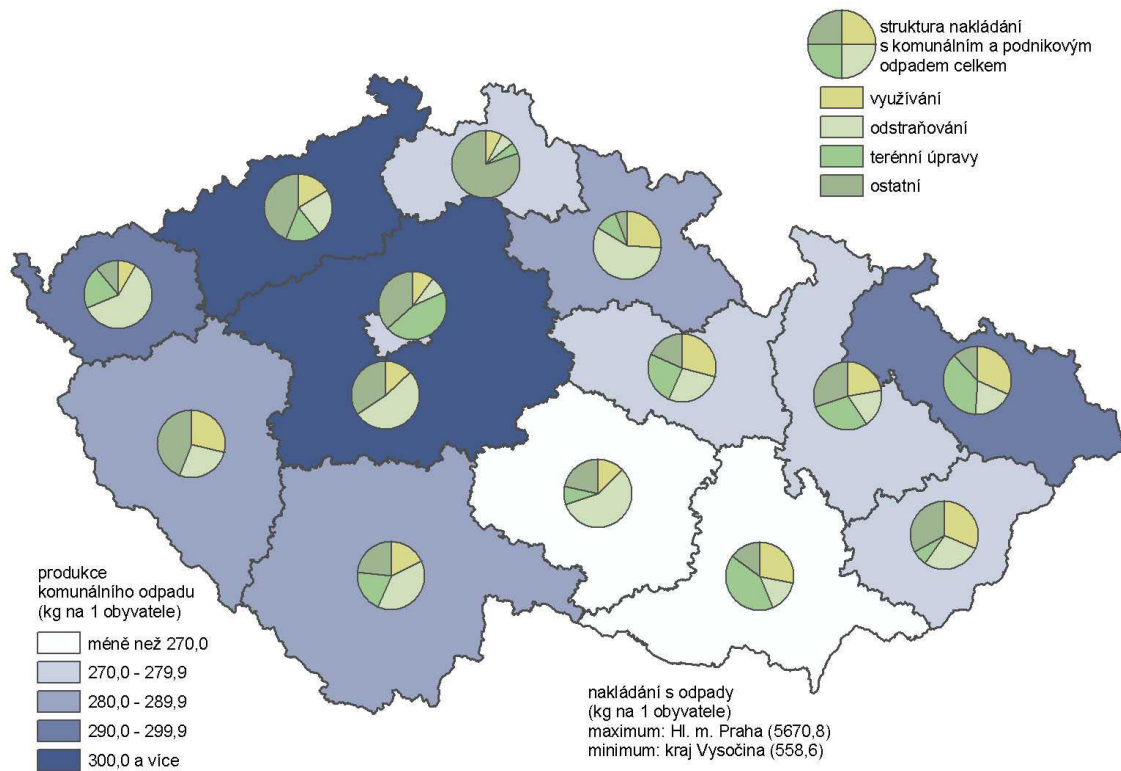 struktura nakládání
s komunálním a podnikovým
odpadem celkem
využívání
odstraňování
terénní úpravy
ostatní
produkce
komunálního odpadu
(kg na 1 obyvatele)
méně než 270,0
270,0 - 279,9
280,0 - 289,9
290,0 - 299,9
300,0 a více
nakládání s odpady
(kg na 1 obyvatele)
maximum: Hl. m. Praha (5670,8)
minimum: kraj Vysočina (558,6)